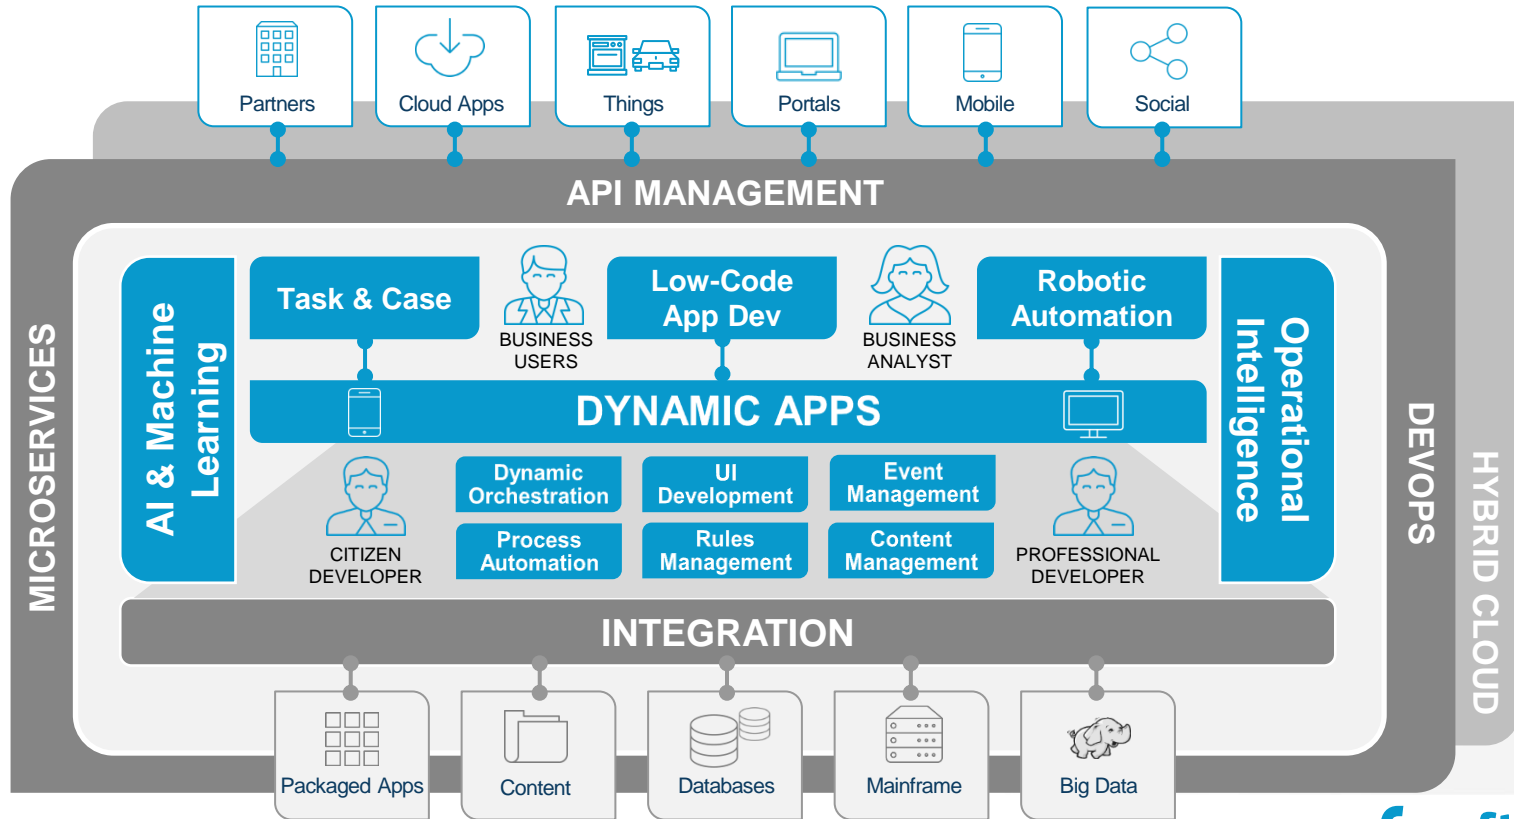 Partners
Cloud Apps
Things
Portals
Mobile
Social
API MANAGEMENT
MICROSERVICES
AI & Machine
Learning
Task & Case
BUSINESS
USERS
Low-Code
App Dev
BUSINESS
ANALYST
Robotic
Automation
Operational
Intelligence
DEVOPS
HYBRID CLOUD
DYNAMIC APPS
CITIZEN
DEVELOPER
Dynamic
Orchestration
UI
Development
Event
Management
Process
Automation
Rules
Management
Content
Management
PROFESSIONAL
DEVELOPER
INTEGRATION
Packaged Apps
Content
Databases
Mainframe
Big Data